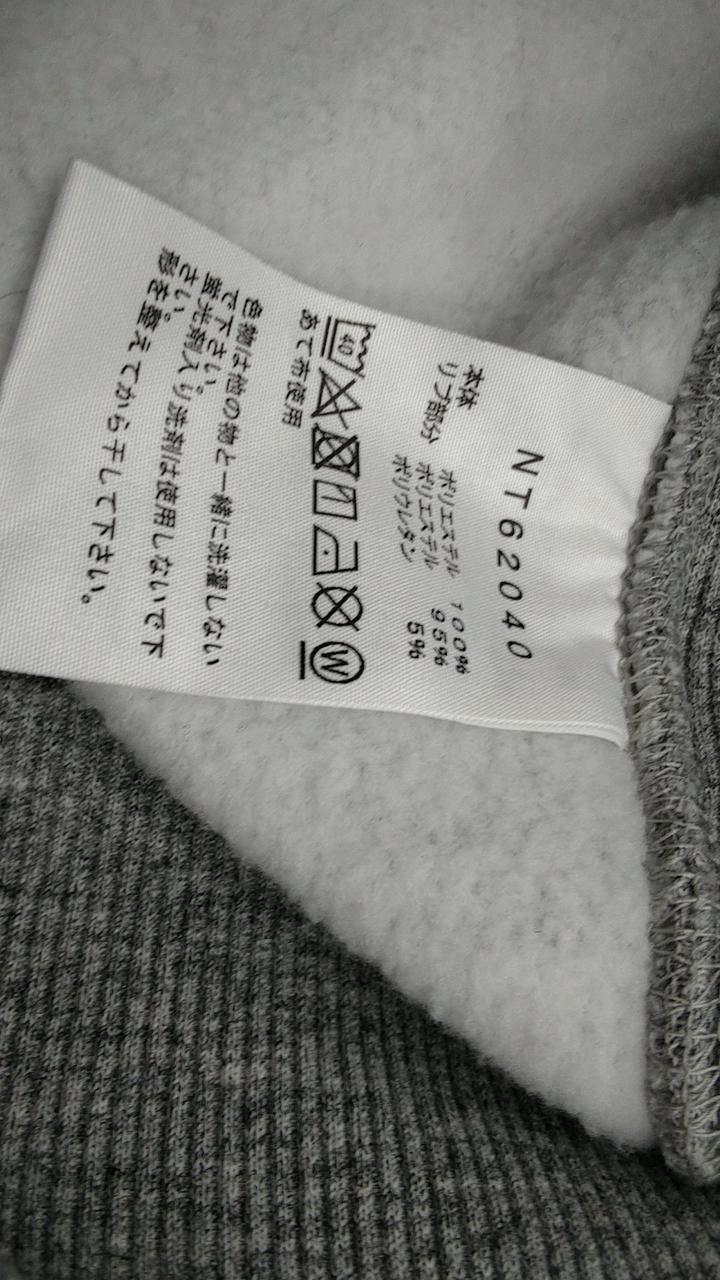 NT62040
本体 ポリエステル 100%
リブ部分 ポリエステル 95%
ポリウレタン 5%
40 W
あて布使用
色物は他の物と一緒に洗濯しない
で下さい。
蛍光剤入り洗剤は使用しないで下
さい。
形を整えてから干して下さい。